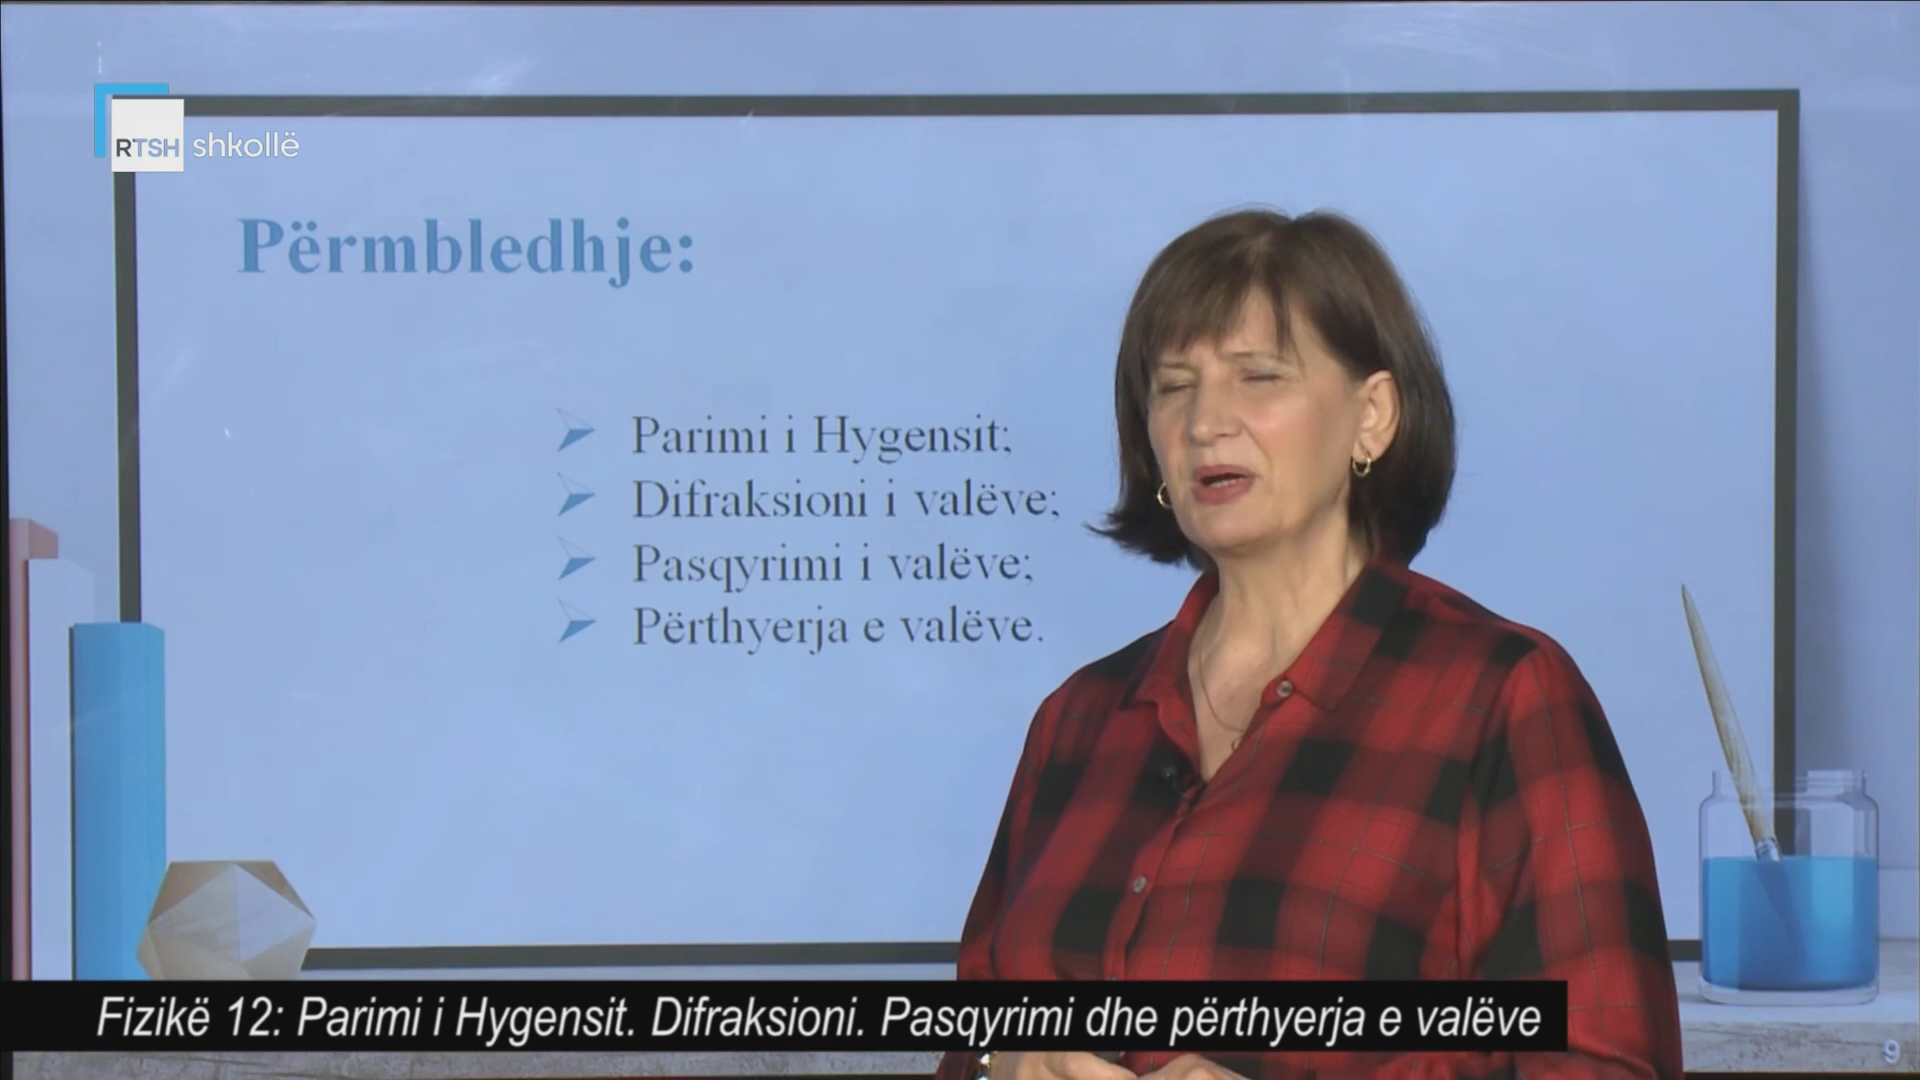 RTSH shkollë
Përmbledhje:
Parimi i Hygensit;
Difraksioni i valëve;
Pasqyrimi i valëve;
Përthyerja e valëve.
Fizikë 12: Parimi i Hygensit. Difraksioni. Pasqyrimi dhe përthyerja e valëve
9